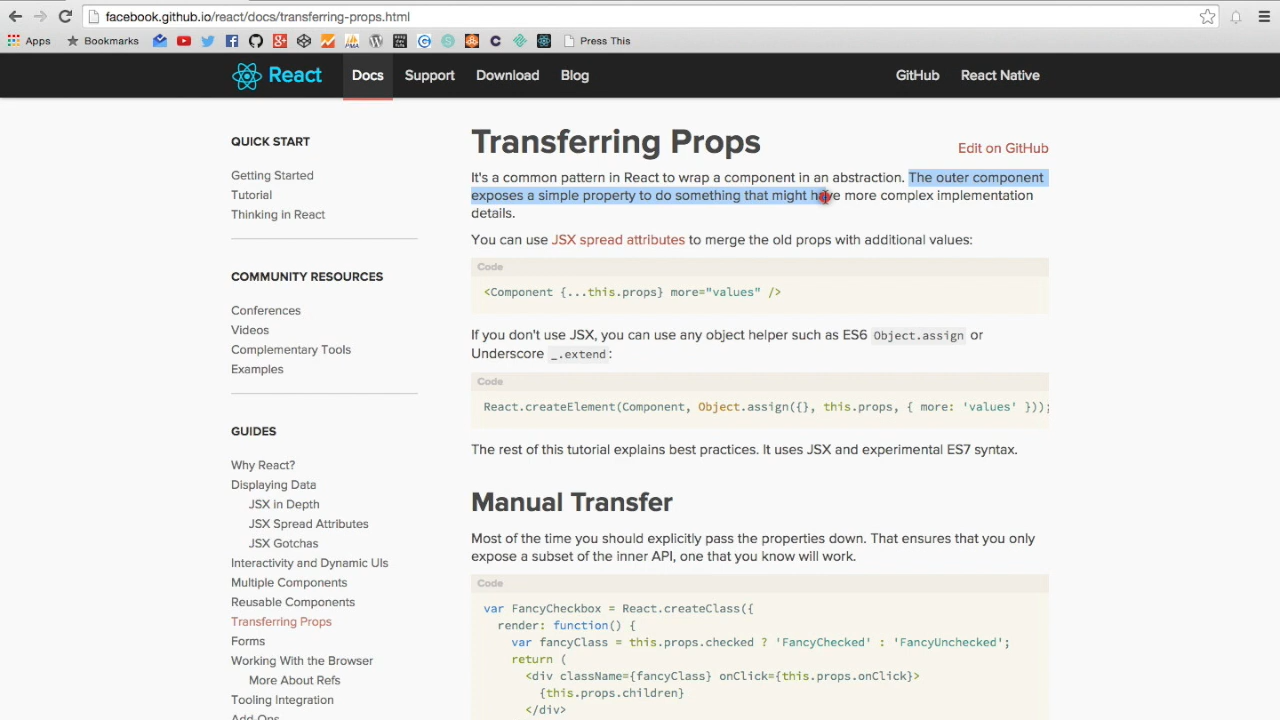 facebook.github.io/react/docs/transferring-props.html
Apps Bookmarks Press This
React Docs Support Download Blog GitHub React Native
QUICK START
Getting Started
Tutorial
Thinking in React
COMMUNITY RESOURCES
Conferences
Videos
Complementary Tools
Examples
GUIDES
Why React?
Displaying Data
JSX in Depth
JSX Spread Attributes
JSX Gotchas
Interactivity and Dynamic UIs
Multiple Components
Reusable Components
Transferring Props
Forms
Working With the Browser
More About Refs
Tooling Integration
Add-Ons
Transferring Props
Edit on GitHub
It's a common pattern in React to wrap a component in an abstraction. The outer component
exposes a simple property to do something that might have more complex implementation
details.
You can use JSX spread attributes to merge the old props with additional values:
Code
<Component {...this.props} more="values" />
If you don't use JSX, you can use any object helper such as ES6 Object.assign or
Underscore _.extend:
Code
React.createElement(Component, Object.assign({}, this.props, { more: 'values' }));
The rest of this tutorial explains best practices. It uses JSX and experimental ES7 syntax.
Manual Transfer
Most of the time you should explicitly pass the properties down. That ensures that you only
expose a subset of the inner API, one that you know will work.
Code
var FancyCheckbox = React.createClass({
render: function() {
var fancyClass = this.props.checked ? 'FancyChecked' : 'FancyUnchecked';
return (
<div className={fancyClass} onClick={this.props.onClick}>
{this.props.children}
</div>